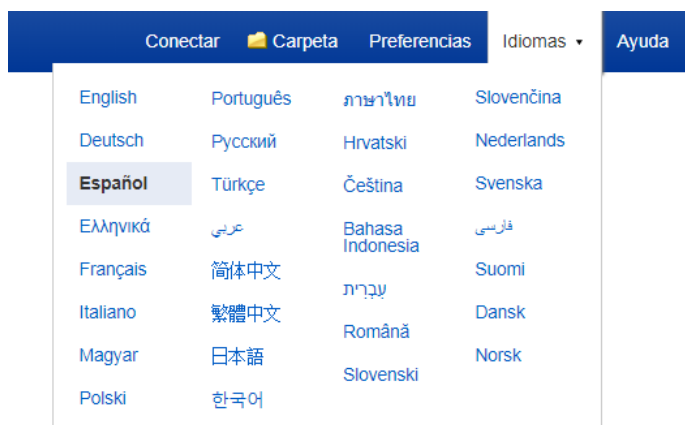 Conectar Carpeta Preferencias Idiomas Ayuda
English
Deutsch
Español
Ελληνικά
Français
Italiano
Magyar
Polski
Português
Русский
Türkçe
عربي
简体中文
繁體中文
日本語
한국어
ภาษาไทย
Hrvatski
Čeština
Bahasa
Indonesia
עִבְרִית
Română
Slovenski
Slovenčina
Nederlands
Svenska
فارسی
Suomi
Dansk
Norsk